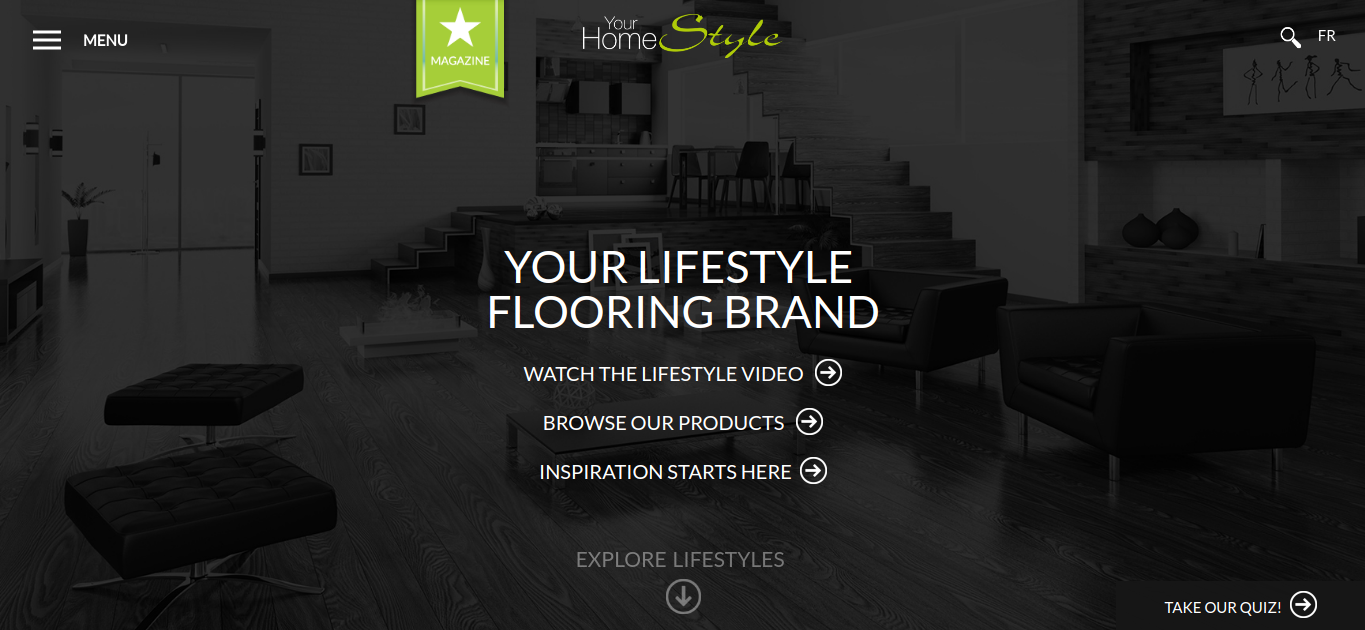 MENU
MAGAZINE
Your
Home Style
FR
YOUR LIFESTYLE
FLOORING BRAND
WATCH THE LIFESTYLE VIDEO
BROWSE OUR PRODUCTS
INSPIRATION STARTS HERE
EXPLORE LIFESTYLES
TAKE OUR QUIZ!